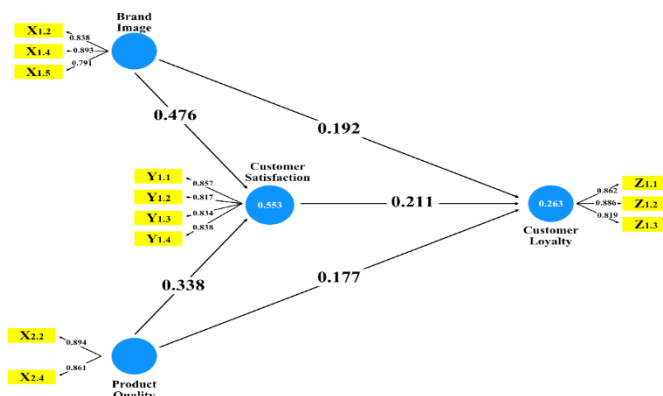 Brand
Image
X1.2
0.838
X1.4
0.893
X1.5
0.791
0.476
0.192
Customer
Satisfaction
Y1.1
0.857
Y1.2
0.817
Y1.3
0.834
Y1.4
0.838
0.553
0.211
0.263
Customer
Loyalty
0.862
Z1.1
0.886
Z1.2
0.819
Z1.3
0.338
0.177
X2.2
0.894
X2.4
0.861
Product
Quality